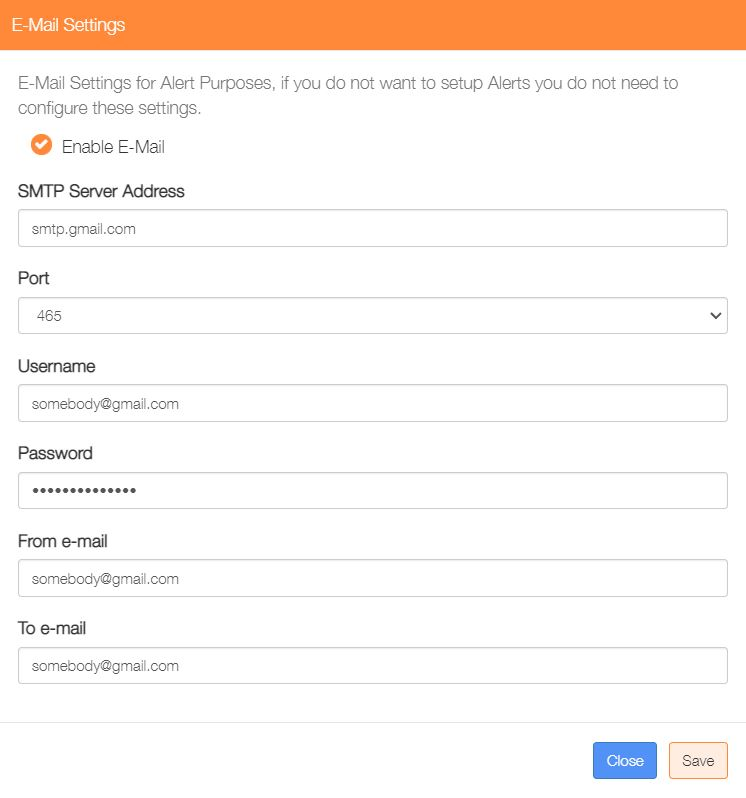 E-Mail Settings
E-Mail Settings for Alert Purposes, if you do not want to setup Alerts you do not need to
configure these settings.
Enable E-Mail
SMTP Server Address
smtp.gmail.com
Port
465
Username
somebody@gmail.com
Password
••••••••••••••
From e-mail
somebody@gmail.com
To e-mail
somebody@gmail.com
Close Save